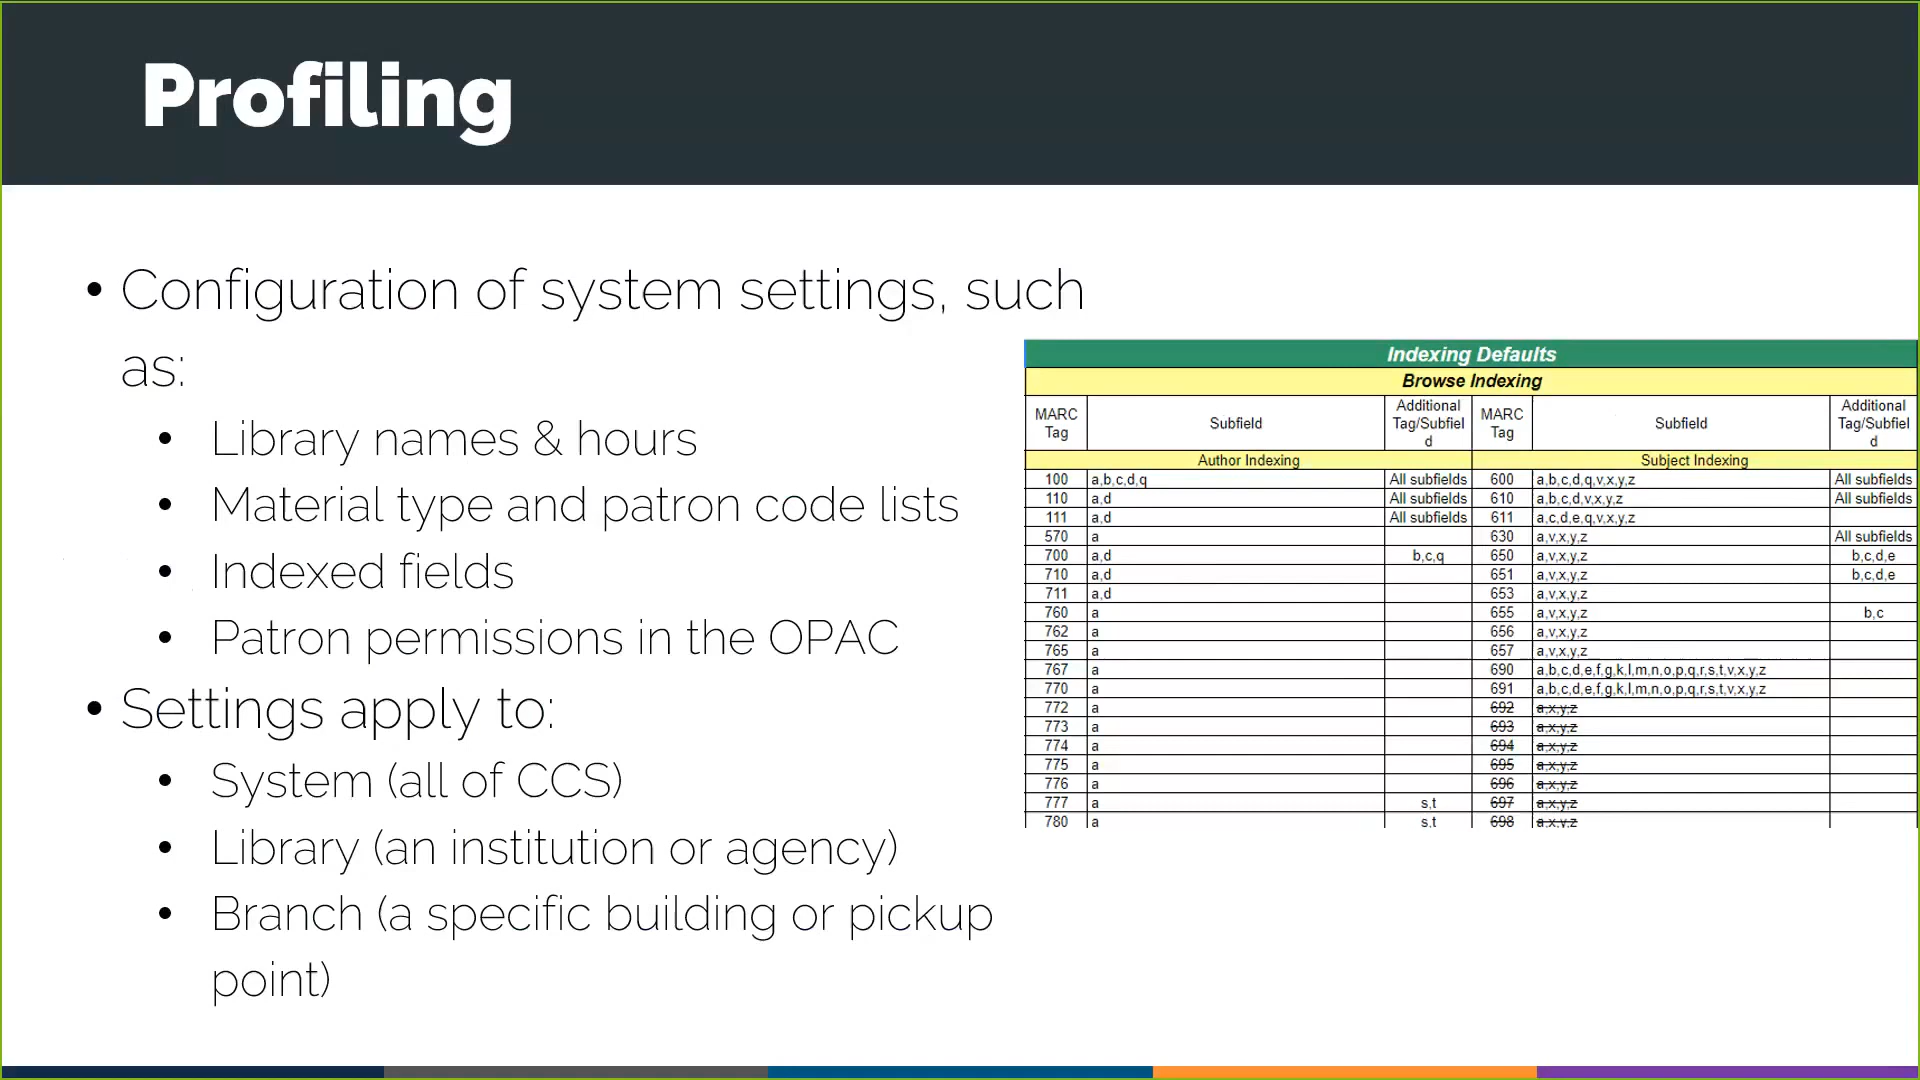 Profiling
• Configuration of system settings, such
as:
• Library names & hours
• Material type and patron code lists
• Indexed fields
• Patron permissions in the OPAC
• Settings apply to:
• System (all of CCS)
• Library (an institution or agency)
• Branch (a specific building or pickup
point)
Indexing Defaults
Browse Indexing
MARC Tag Subfield Additional Tag/Subfiel d MARC Tag Subfield Additional Tag/Subfiel d
Author Indexing Subject Indexing
100 a,b,c,d,q All subfields 600 a,b,c,d,q,v,x,y,z All subfields
110 a,d All subfields 610 a,b,c,d,v,x,y,z All subfields
111 a,d All subfields 611 a,c,d,e,q,v,x,y,z
570 a 630 a,v,x,y,z All subfields
700 a,d b,c,q 650 a,v,x,y,z b,c,d,e
710 a,d 651 a,v,x,y,z b,c,d,e
711 a,d 653 a,v,x,y,z
760 a 655 a,v,x,y,z b,c
762 a 656 a,v,x,y,z
765 a 657 a,v,x,y,z
767 a 690 a,b,c,d,e,f,g,k,l,m,n,o,p,q,r,s,t,v,x,y,z
770 a 691 a,b,c,d,e,f,g,k,l,m,n,o,p,q,r,s,t,v,x,y,z
772 a 692 a,x,y,z
773 a 693 a,x,y,z
774 a 694 a,x,y,z
775 a 695 a,x,y,z
776 a 696 a,x,y,z
777 a s,t 697 a,x,y,z
780 a s,t 698 a,x,y,z